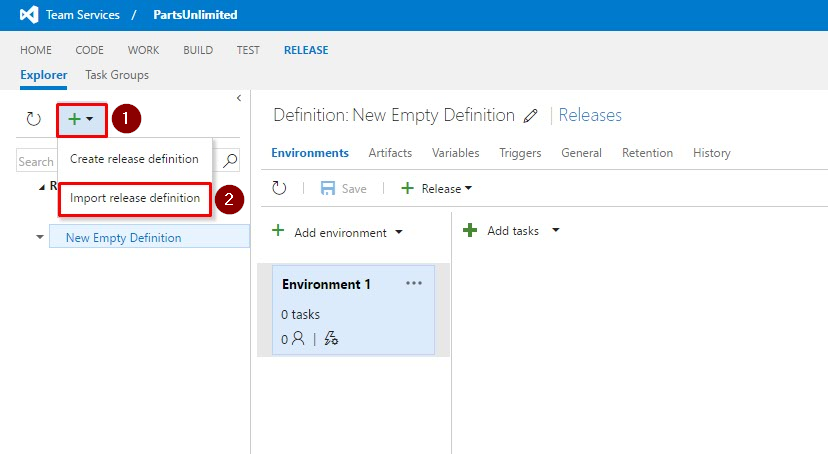 Team Services / PartsUnlimited
HOME CODE WORK BUILD TEST RELEASE
Explorer Task Groups
1
Create release definition
Search
Import release definition
2
New Empty Definition
Definition: New Empty Definition | Releases
Environments Artifacts Variables Triggers General Retention History
Save Release
Add environment
Add tasks
Environment 1
0 tasks
0